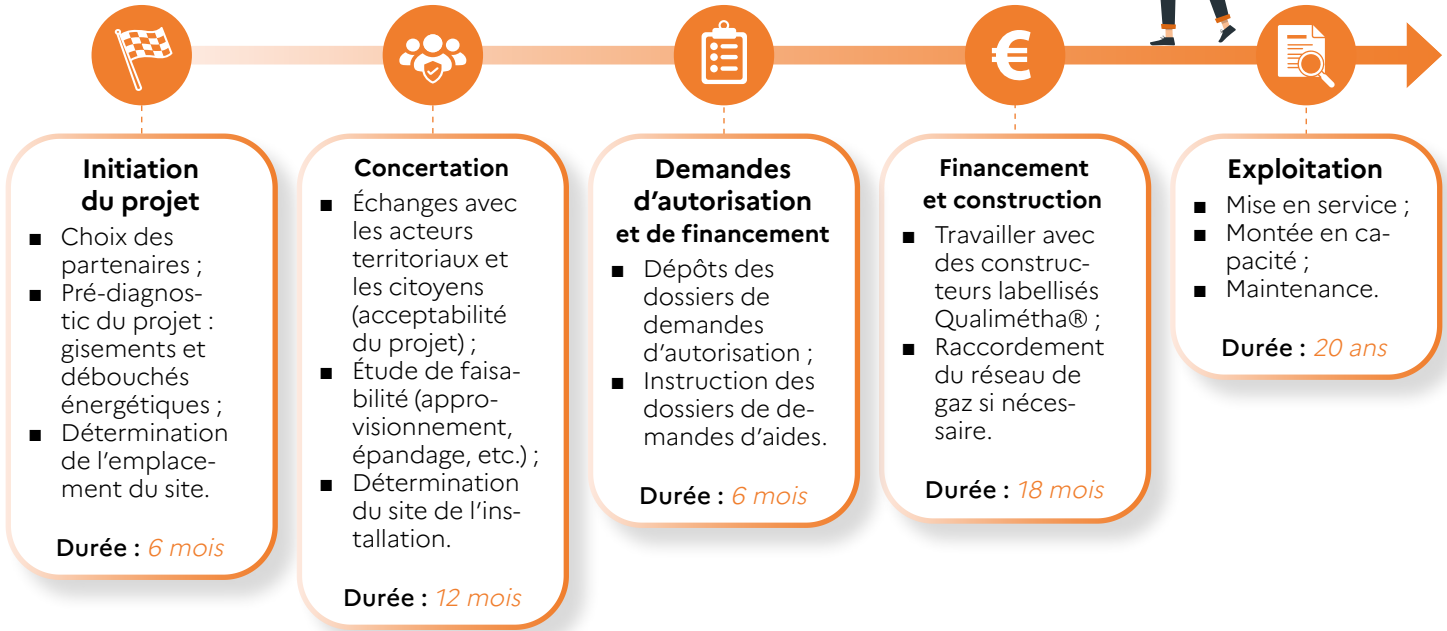 €
Initiation
du projet
■ Choix des
partenaires ;
■ Pré-diagnos-
tic du projet :
gisements et
débouchés
énergétiques ;
■ Détermination
de l'emplace-
ment du site.
Durée : 6 mois
Concertation
■ Échanges avec
les acteurs
territoriaux et
les citoyens
(acceptabilité
du projet) ;
■ Étude de faisa-
bilité (appro-
visionnement,
épandage, etc.) ;
■ Détermination
du site de l'ins-
tallation.
Durée : 12 mois
Demandes
d'autorisation
et de financement
■ Dépôts des
dossiers de
demandes
d'autorisation ;
■ Instruction des
dossiers de de-
mandes d'aides.
Durée : 6 mois
Financement
et construction
■ Travailler avec
des construc-
teurs labellisés
Qualimétha® ;
■ Raccordement
du réseau de
gaz si néces-
saire.
Durée : 18 mois
Exploitation
■ Mise en service ;
■ Montée en ca-
pacité ;
■ Maintenance.
Durée : 20 ans